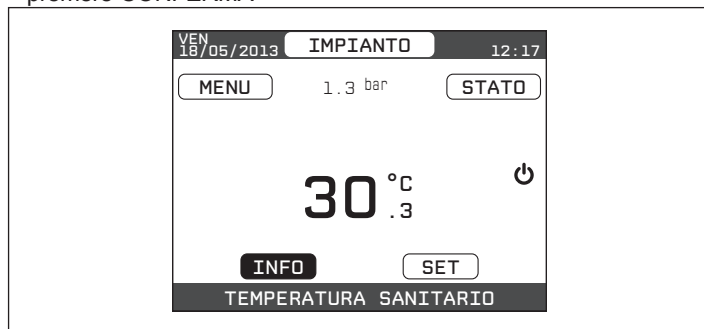 premere CONFERMA
VEN
18/05/2013 IMPIANTO 12:17
MENU 1.3 bar STATO
30 °C
.3
INFO SET
TEMPERATURA SANITARIO